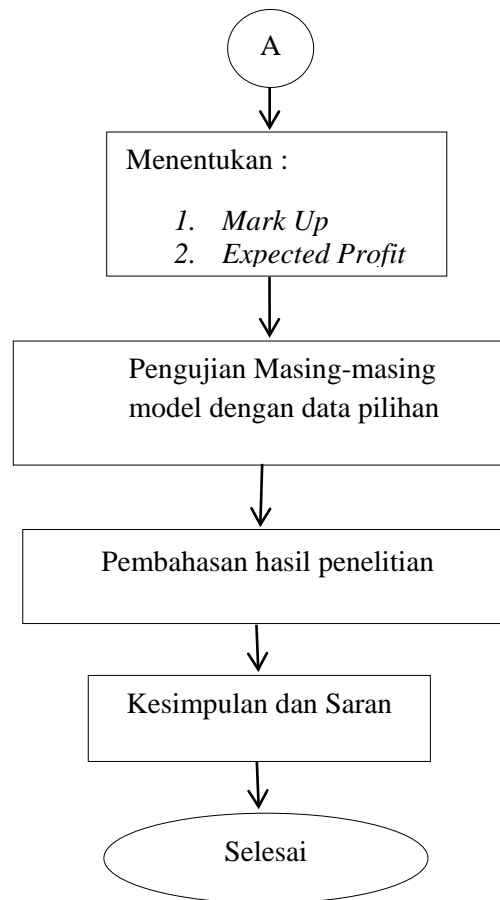 A
Menentukan :
1. Mark Up
2. Expected Profit
Pengujian Masing-masing
model dengan data pilihan
Pembahasan hasil penelitian
Kesimpulan dan Saran
Selesai